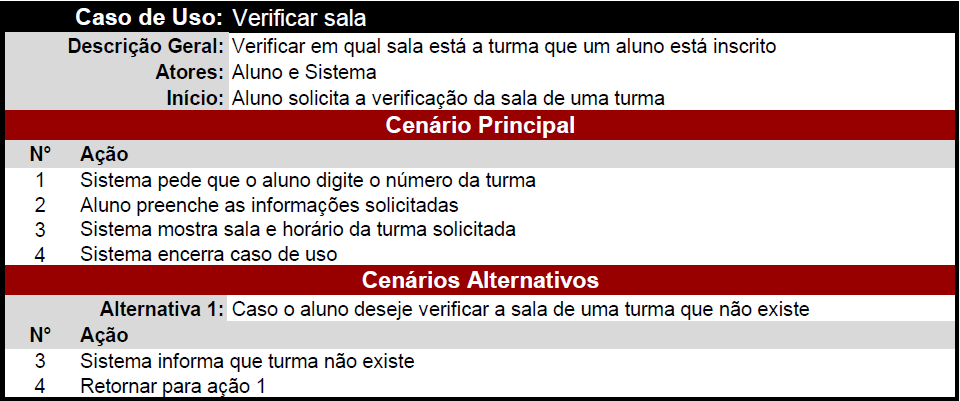 Caso de Uso: Verificar sala
Descrição Geral: Verificar em qual sala está a turma que um aluno está inscrito
Atores: Aluno e Sistema
Início: Aluno solicita a verificação da sala de uma turma
Cenário Principal
N° Ação
1 Sistema pede que o aluno digite o número da turma
2 Aluno preenche as informações solicitadas
3 Sistema mostra sala e horário da turma solicitada
4 Sistema encerra caso de uso
Cenários Alternativos
Alternativa 1: Caso o aluno deseje verificar a sala de uma turma que não existe
N° Ação
3 Sistema informa que turma não existe
4 Retornar para ação 1